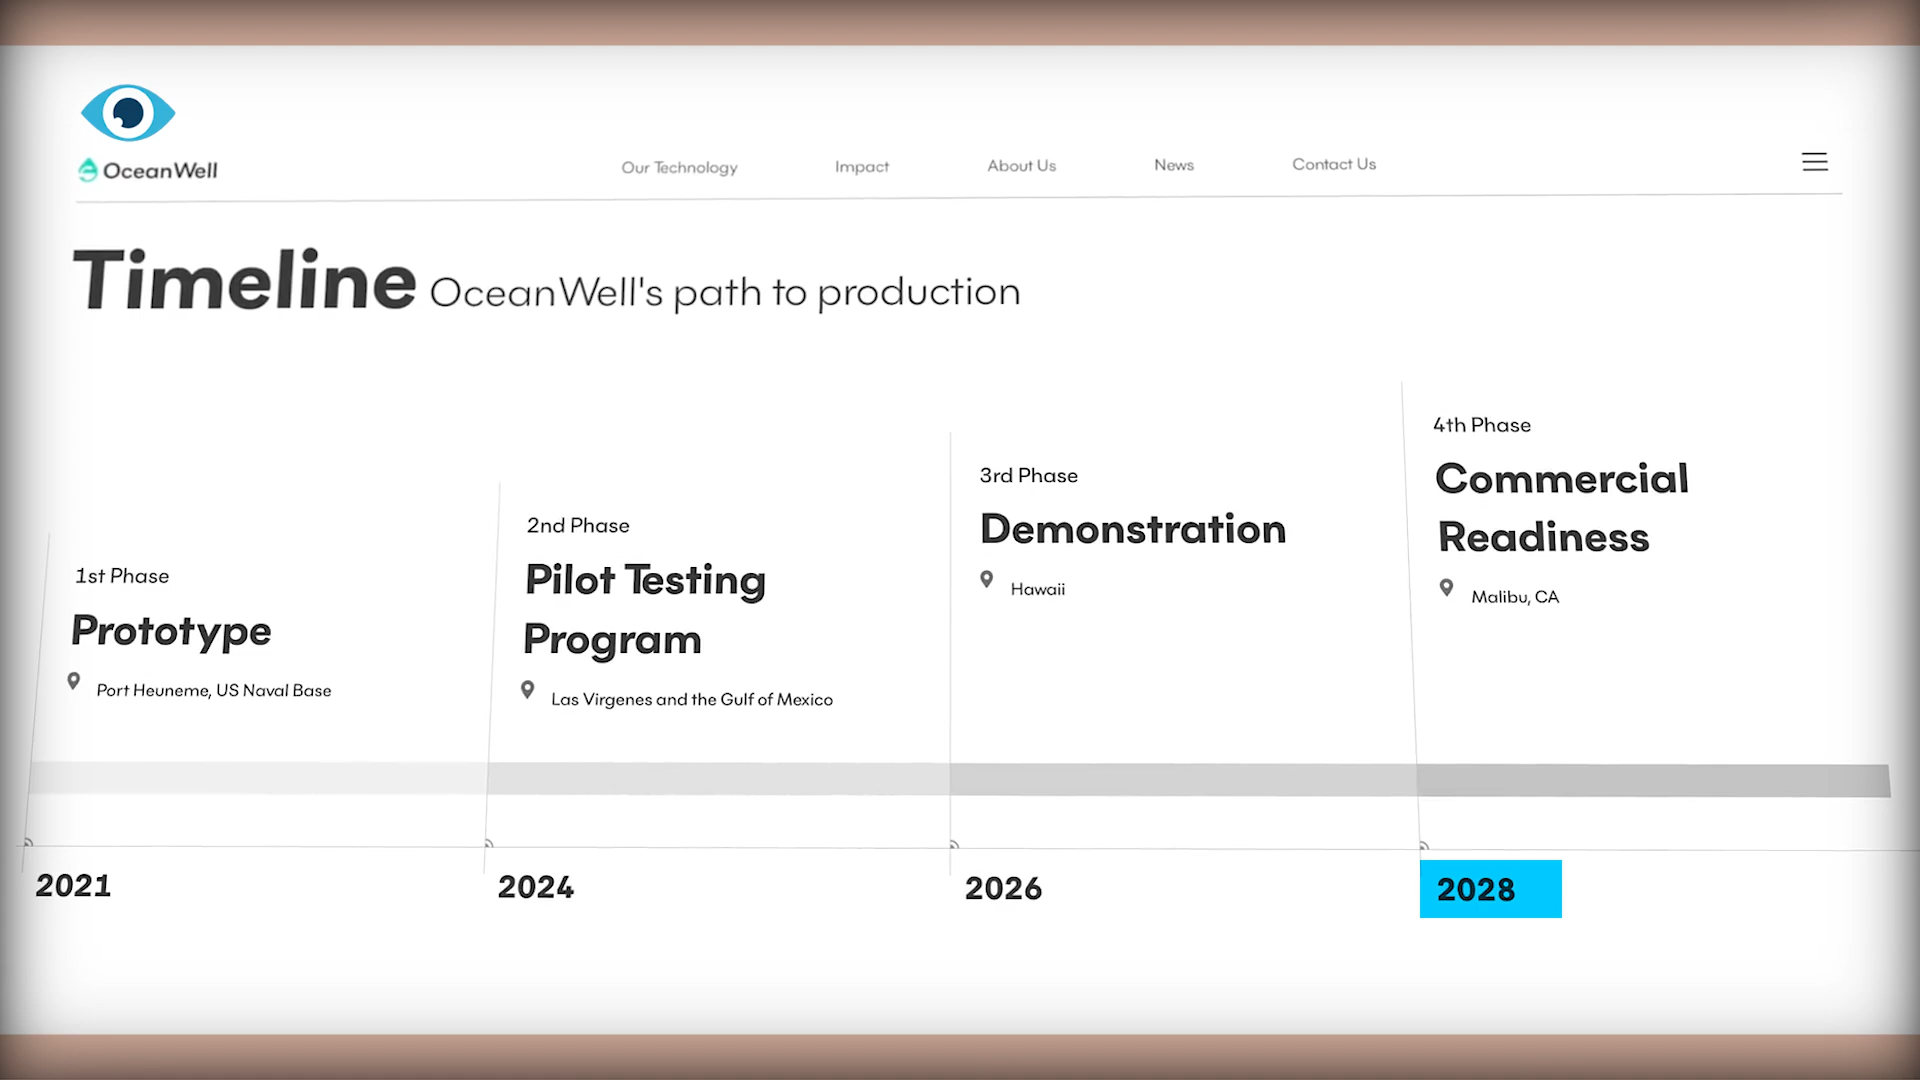 OceanWell
Our Technology
Impact
About Us
News
Contact Us
Timeline OceanWell's path to production
1st Phase
Prototype
Port Heuneme, US Naval Base
2nd Phase
Pilot Testing
Program
Las Virgenes and the Gulf of Mexico
3rd Phase
Demonstration
Hawaii
4th Phase
Commercial
Readiness
Malibu, CA
2021
2024
2026
2028